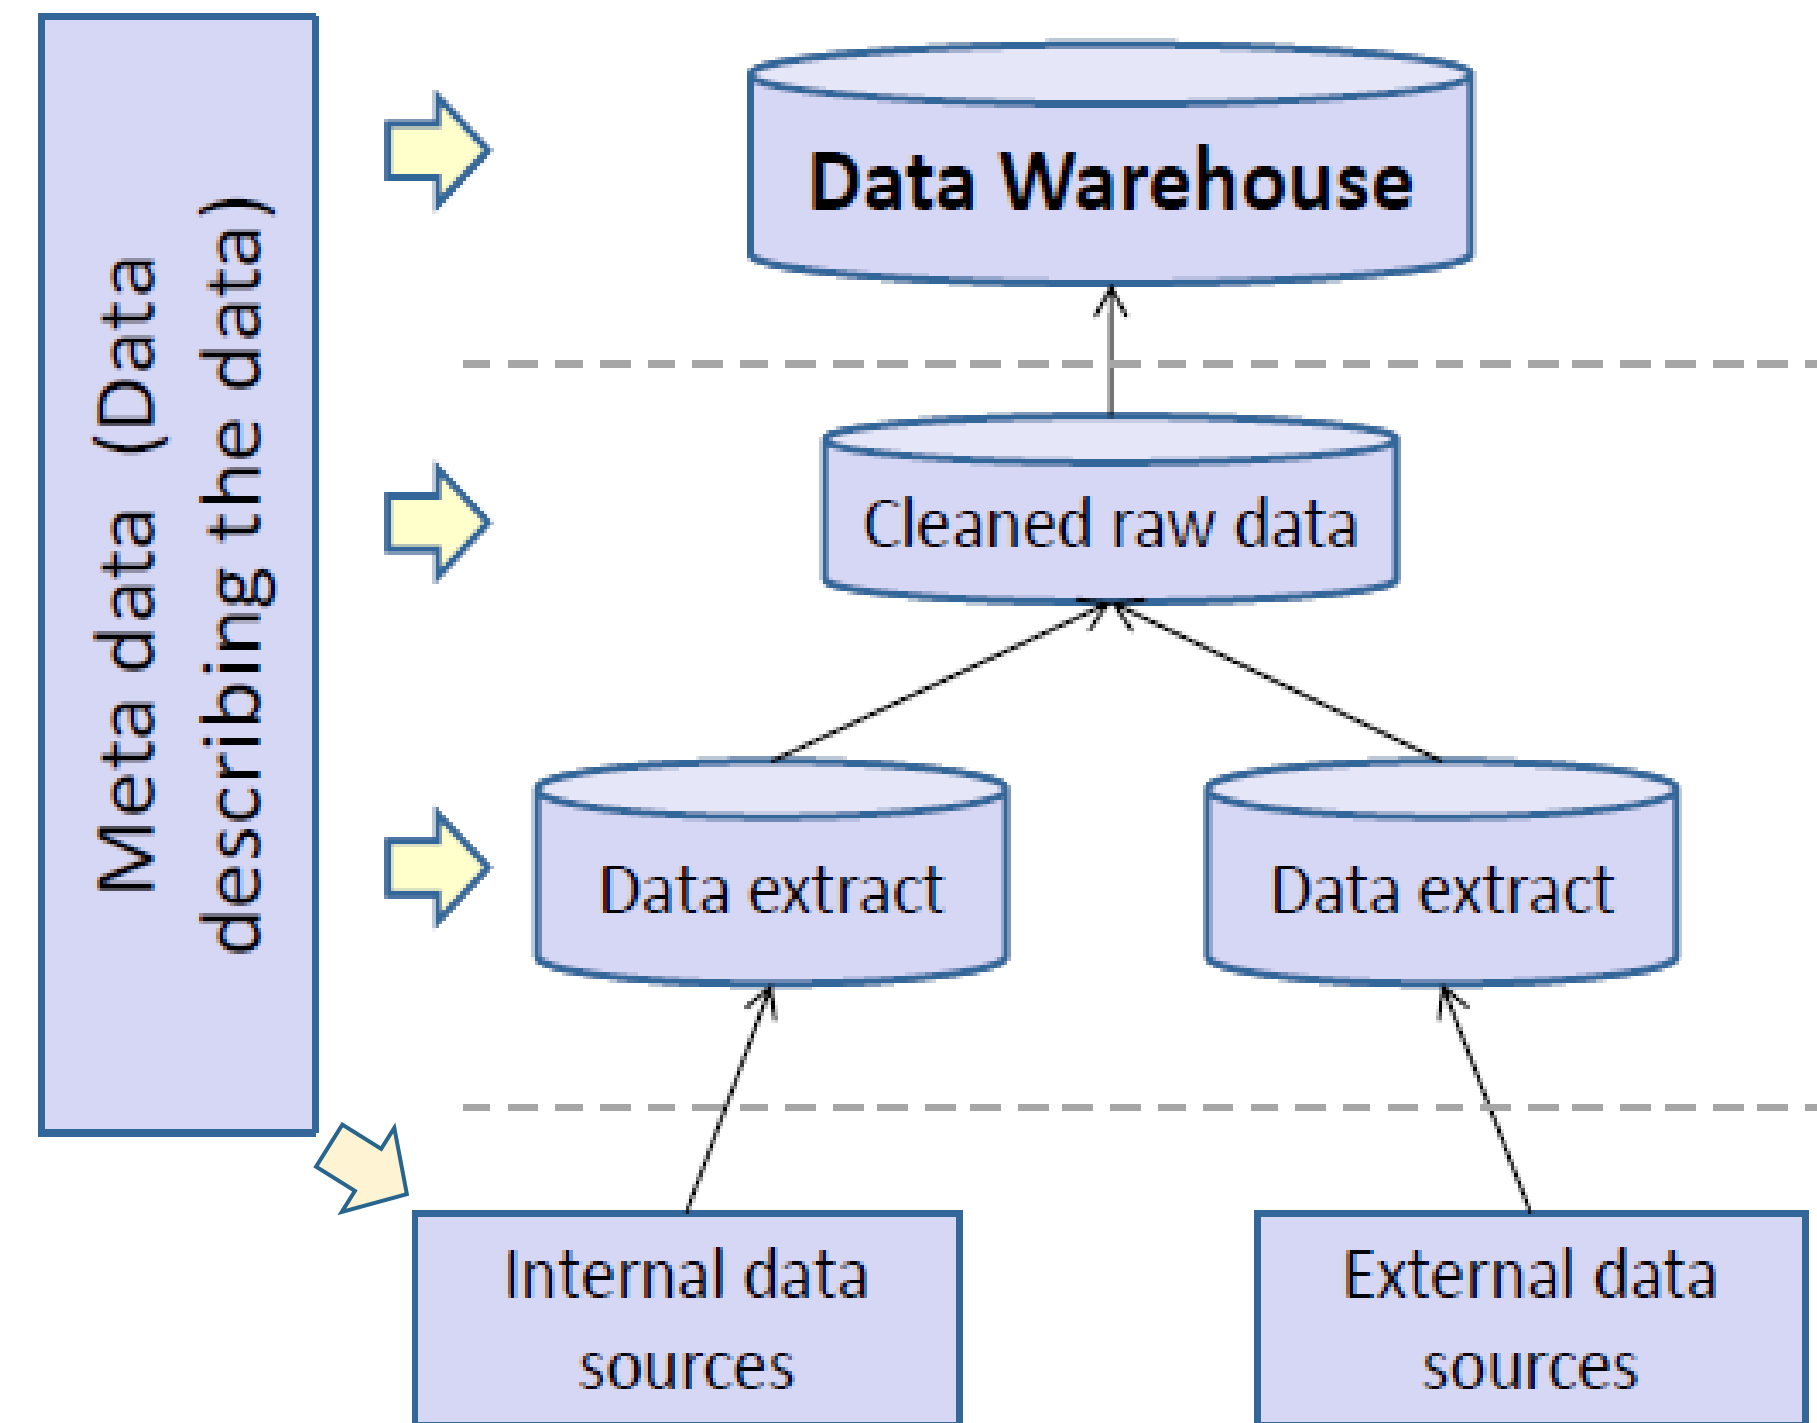 Meta data (Data
describing the data)
Data Warehouse
Cleaned raw data
Data extract
Data extract
Internal data
sources
External data
sources